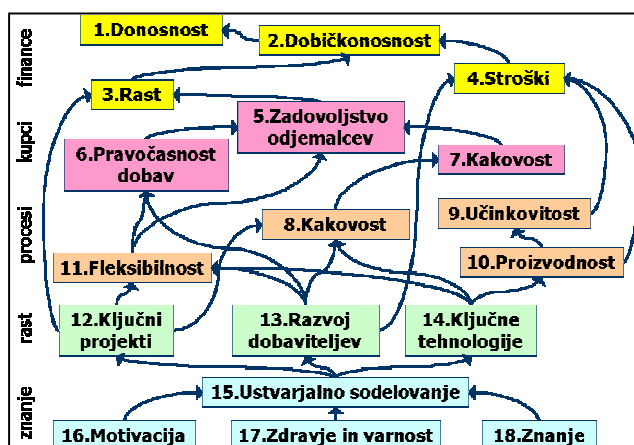 finance
1.Donosnost
2.Dobičkonosnost
3.Rast
4.Stroški
kupci
5.Zadovoljstvo
odjemalcev
6.Pravočasnost
dobav
7.Kakovost
procesi
8.Kakovost
9.Učinkovitost
10.Proizvodnost
11.Fleksibilnost
rast
12.Ključni
projekti
13.Razvoj
dobaviteljev
14.Ključne
tehnologije
znanje
15.Ustvarjalno sodelovanje
16.Motivacija
17.Zdravje in varnost
18.Znanje